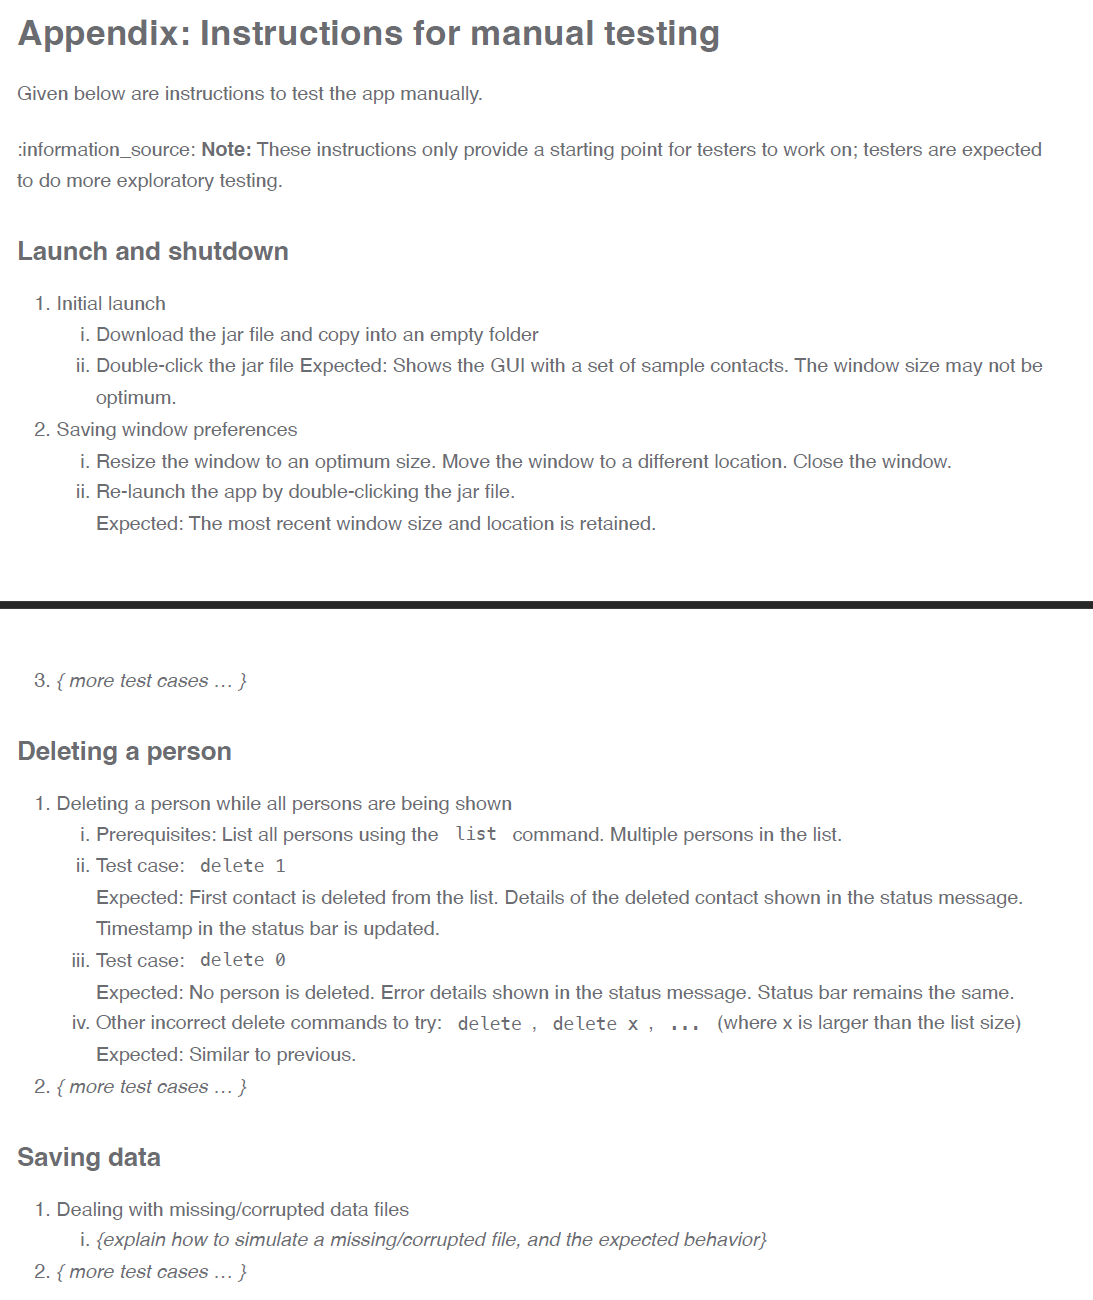 Appendix: Instructions for manual testing
Given below are instructions to test the app manually.
:information_source: Note: These instructions only provide a starting point for testers to work on; testers are expected
to do more exploratory testing.
Launch and shutdown
1. Initial launch
i. Download the jar file and copy into an empty folder
ii. Double-click the jar file Expected: Shows the GUI with a set of sample contacts. The window size may not be
optimum.
2. Saving window preferences
i. Resize the window to an optimum size. Move the window to a different location. Close the window.
ii. Re-launch the app by double-clicking the jar file.
Expected: The most recent window size and location is retained.
3. { more test cases … }
Deleting a person
1. Deleting a person while all persons are being shown
i. Prerequisites: List all persons using the list command. Multiple persons in the list.
ii. Test case: delete 1
Expected: First contact is deleted from the list. Details of the deleted contact shown in the status message.
Timestamp in the status bar is updated.
iii. Test case: delete 0
Expected: No person is deleted. Error details shown in the status message. Status bar remains the same.
iv. Other incorrect delete commands to try: delete , delete x , ... (where x is larger than the list size)
Expected: Similar to previous.
2. { more test cases … }
Saving data
1. Dealing with missing/corrupted data files
i. {explain how to simulate a missing/corrupted file, and the expected behavior}
2. { more test cases … }